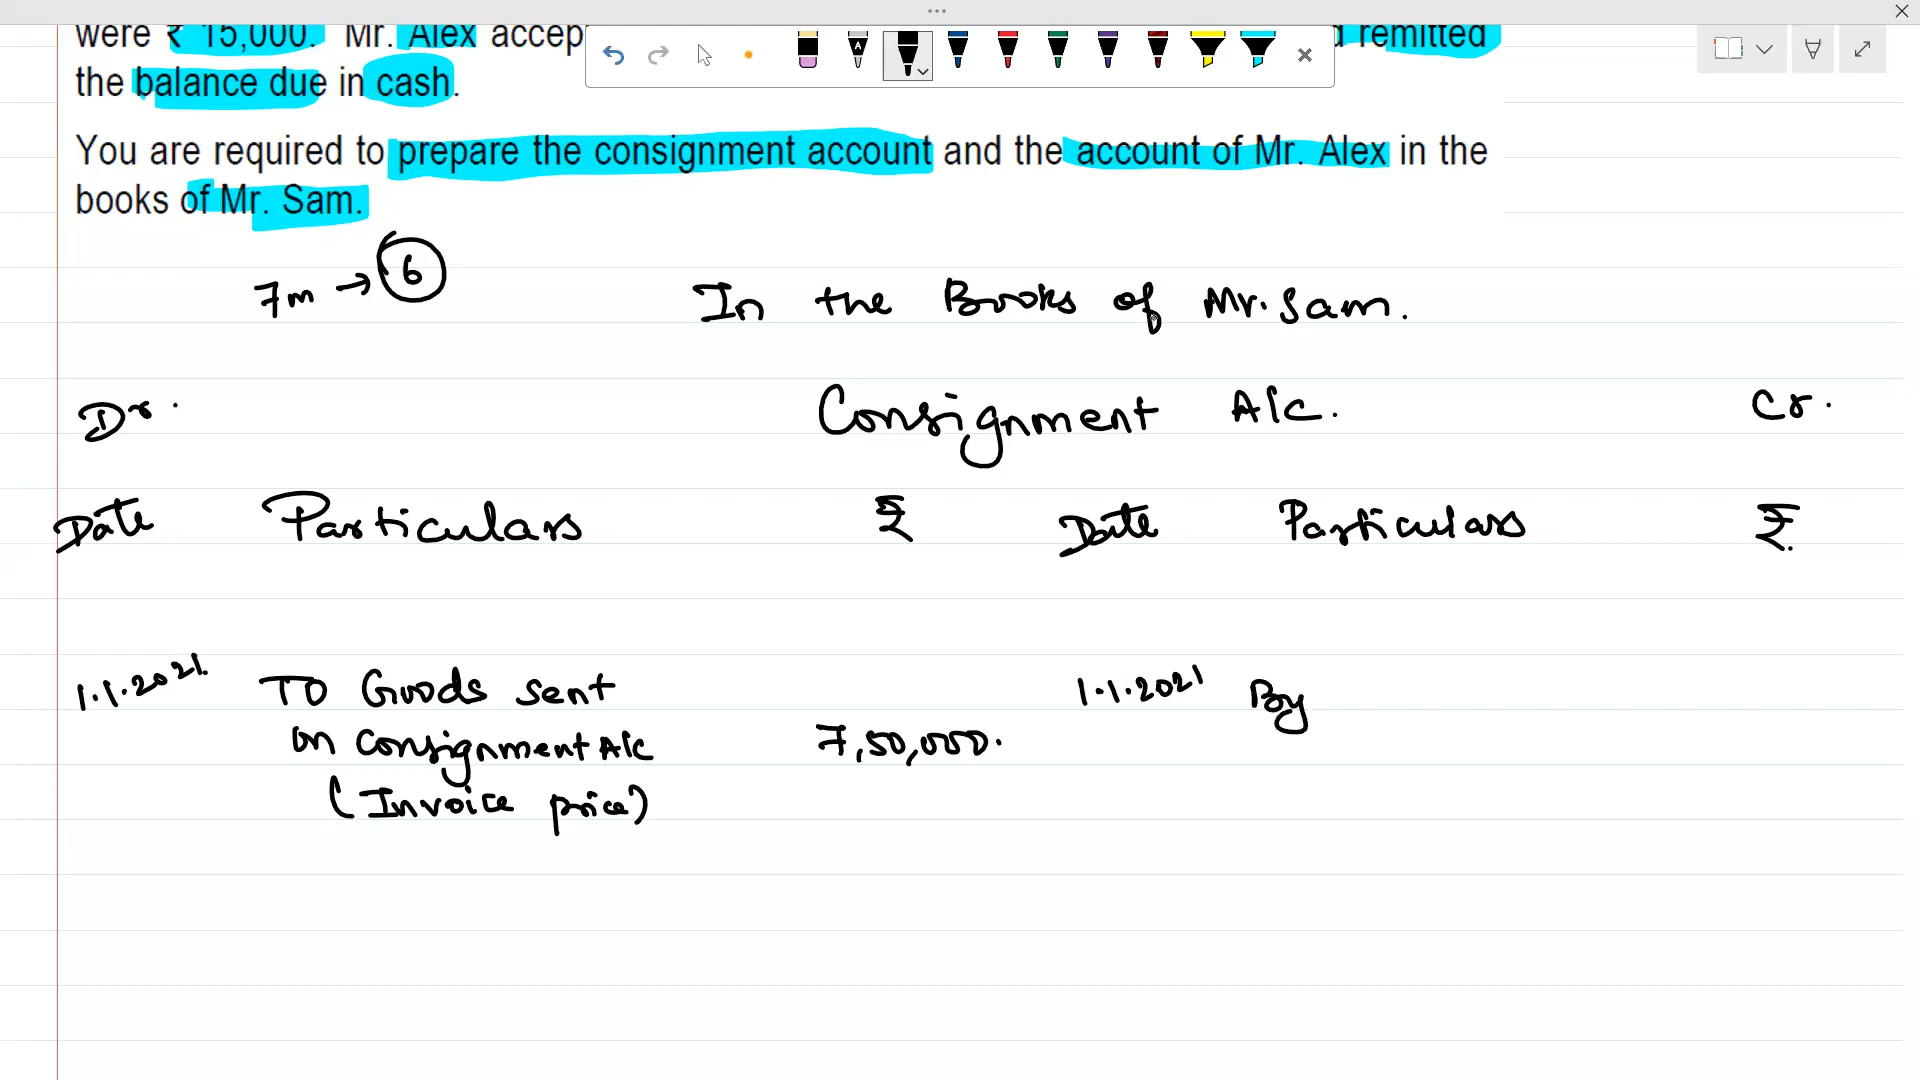 were ₹ 15,000. Mr. Alex remitted
the balance due in cash.
You are required to prepare the consignment account and the account of Mr. Alex in the
books of Mr. Sam.
7m → 6
In the Books of Mr. Sam.
Dr. Consignment A/c. Cr.
Date Particulars ₹ Date Particulars ₹.
1.1.2021. To Goods sent 1.1.2021 By
on Consignment A/c 7,50,000.
(Invoice price)